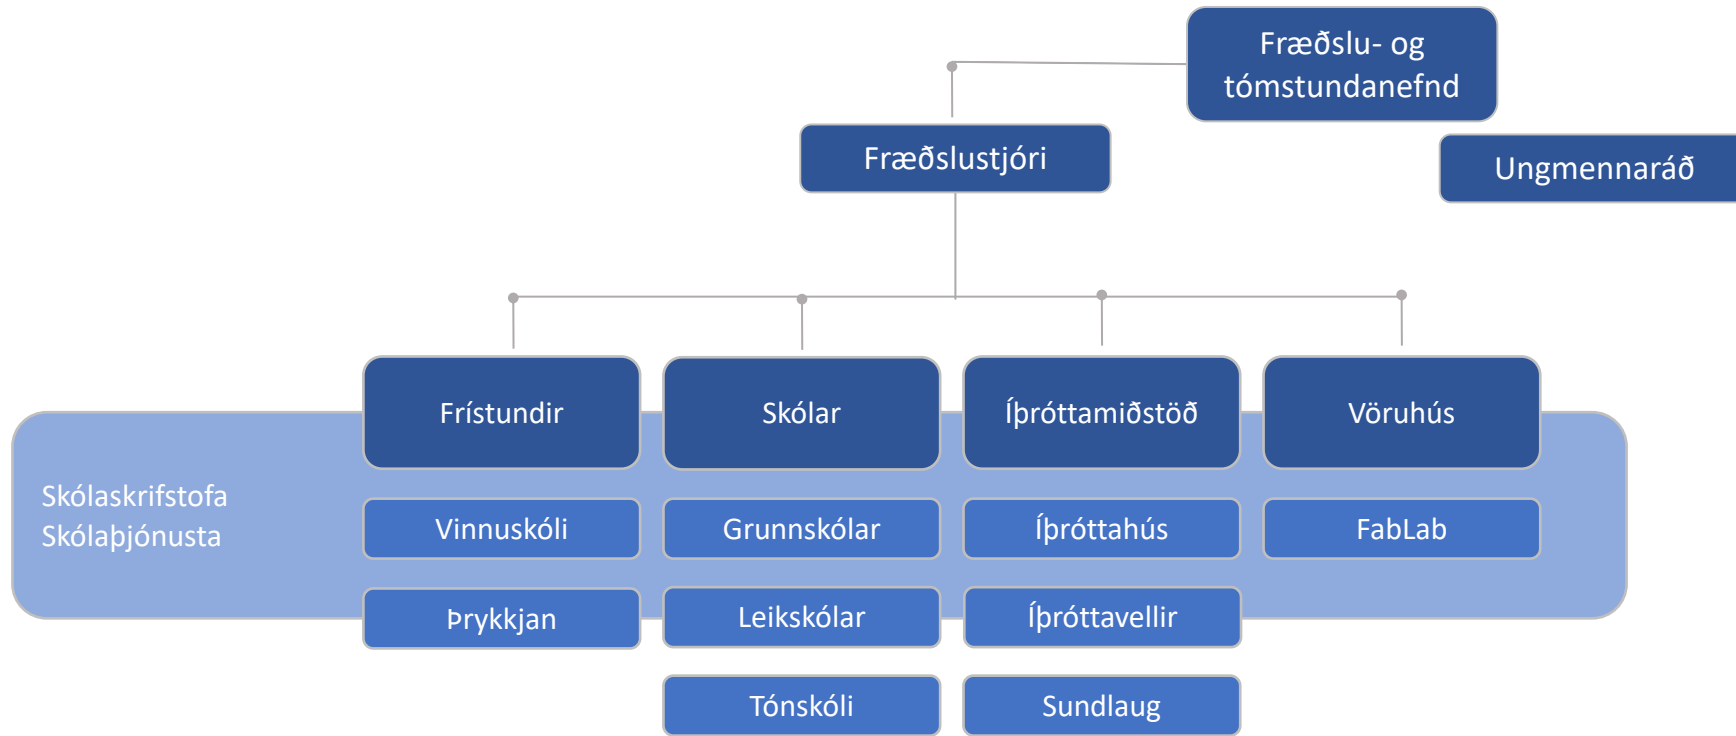 Fræðslu- og
tómstundanefnd
Fræðslustjóri
Ungmennaráð
Frístundir
Skólar
Íþróttamiðstöð
Vöruhús
Skólaskrifstofa
Skólaþjónusta
Vinnuskóli
Grunnskólar
Íþróttahús
FabLab
Þrykkjan
Leikskólar
Íþróttavellir
Tónskóli
Sundlaug